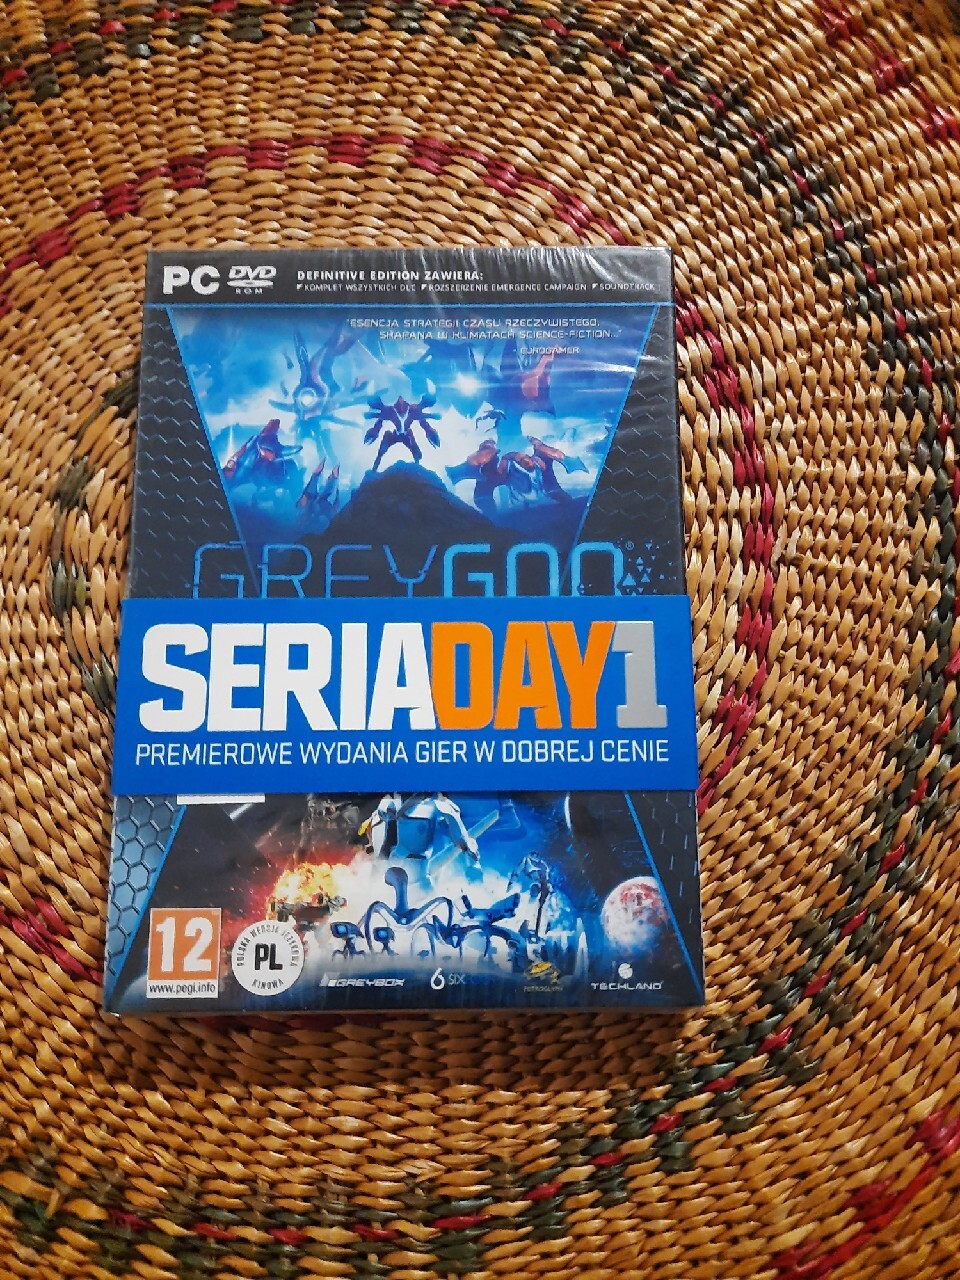 PC DVD ROM
DEFINITIVE EDITION ZAWIERA:
KOMPLET WSZYSTKICH DLC ROZSZERZENIE EMERGENCE CAMPAIGN SOUNDTRACK
"ESENCJA STRATEGII CZASU RZECZYWISTEGO,
SKĄPANA W KLIMATACH SCIENCE-FICTION..."
- EUROGAMER
GREYGOO®
SERIADAY1
PREMIEROWE WYDANIA GIER W DOBREJ CENIE
12
www.pegi.info
POLSKA WERSJA JĘZYKOWA
PL
KINOWA
GREYBOX
6 SIX
PETROGLYPH
TECHLAND